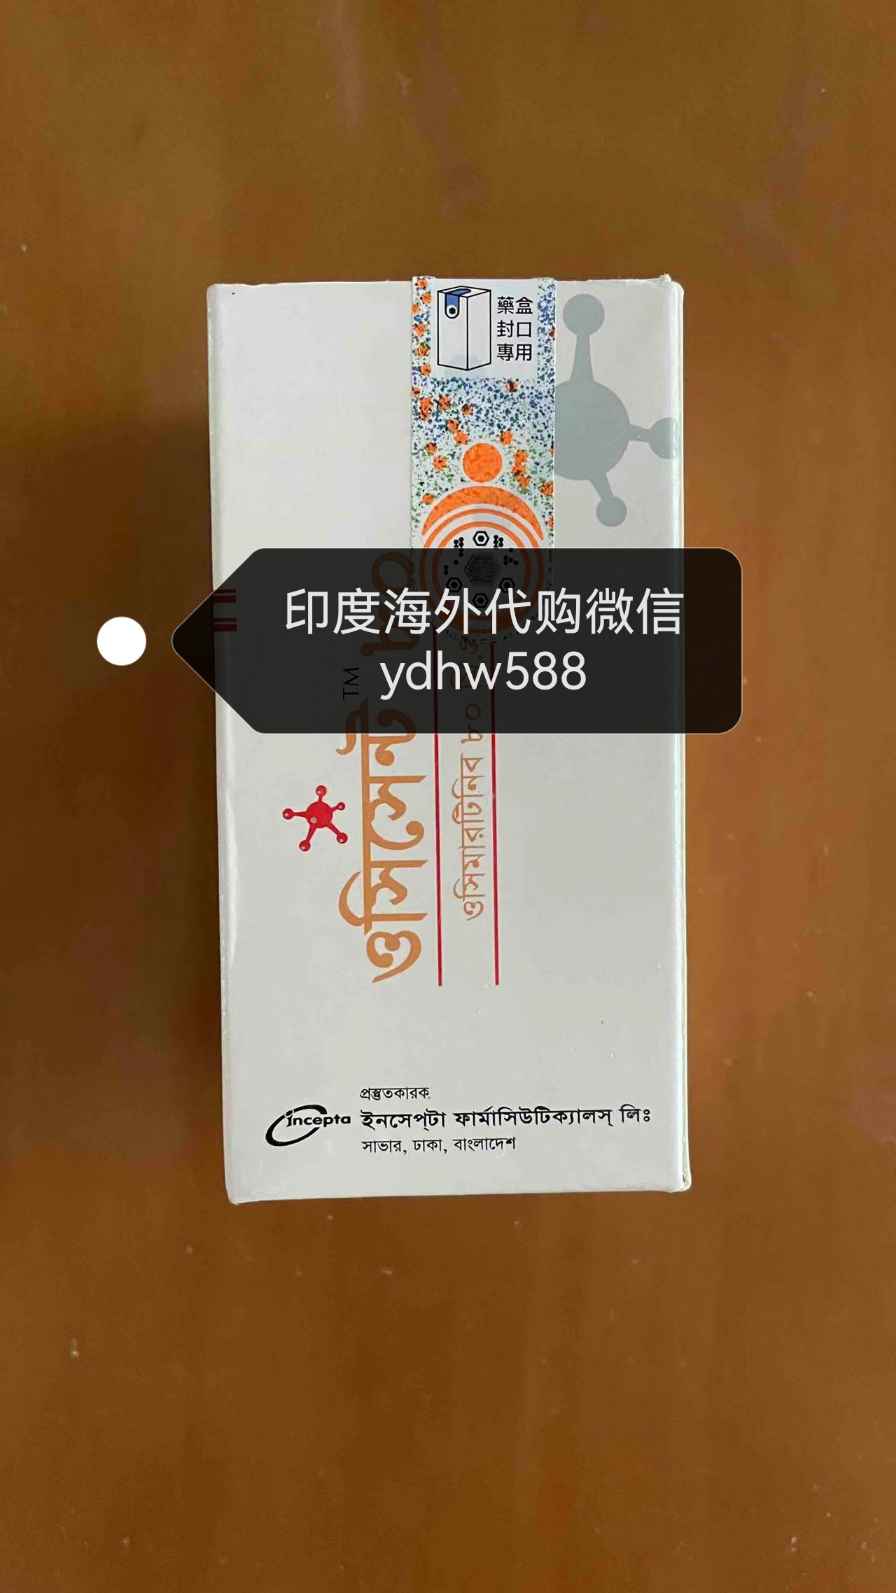 藥盒
封口
專用
印度海外代购微信
ydhw588
TM
ওসিসেন্ট
ওসিমারটিনিব ৮০
প্রস্তুতকারক
incepta ইনসেপ্‌টা ফার্মাসিউটিক্যালস্ লিঃ
সাভার, ঢাকা, বাংলাদেশ